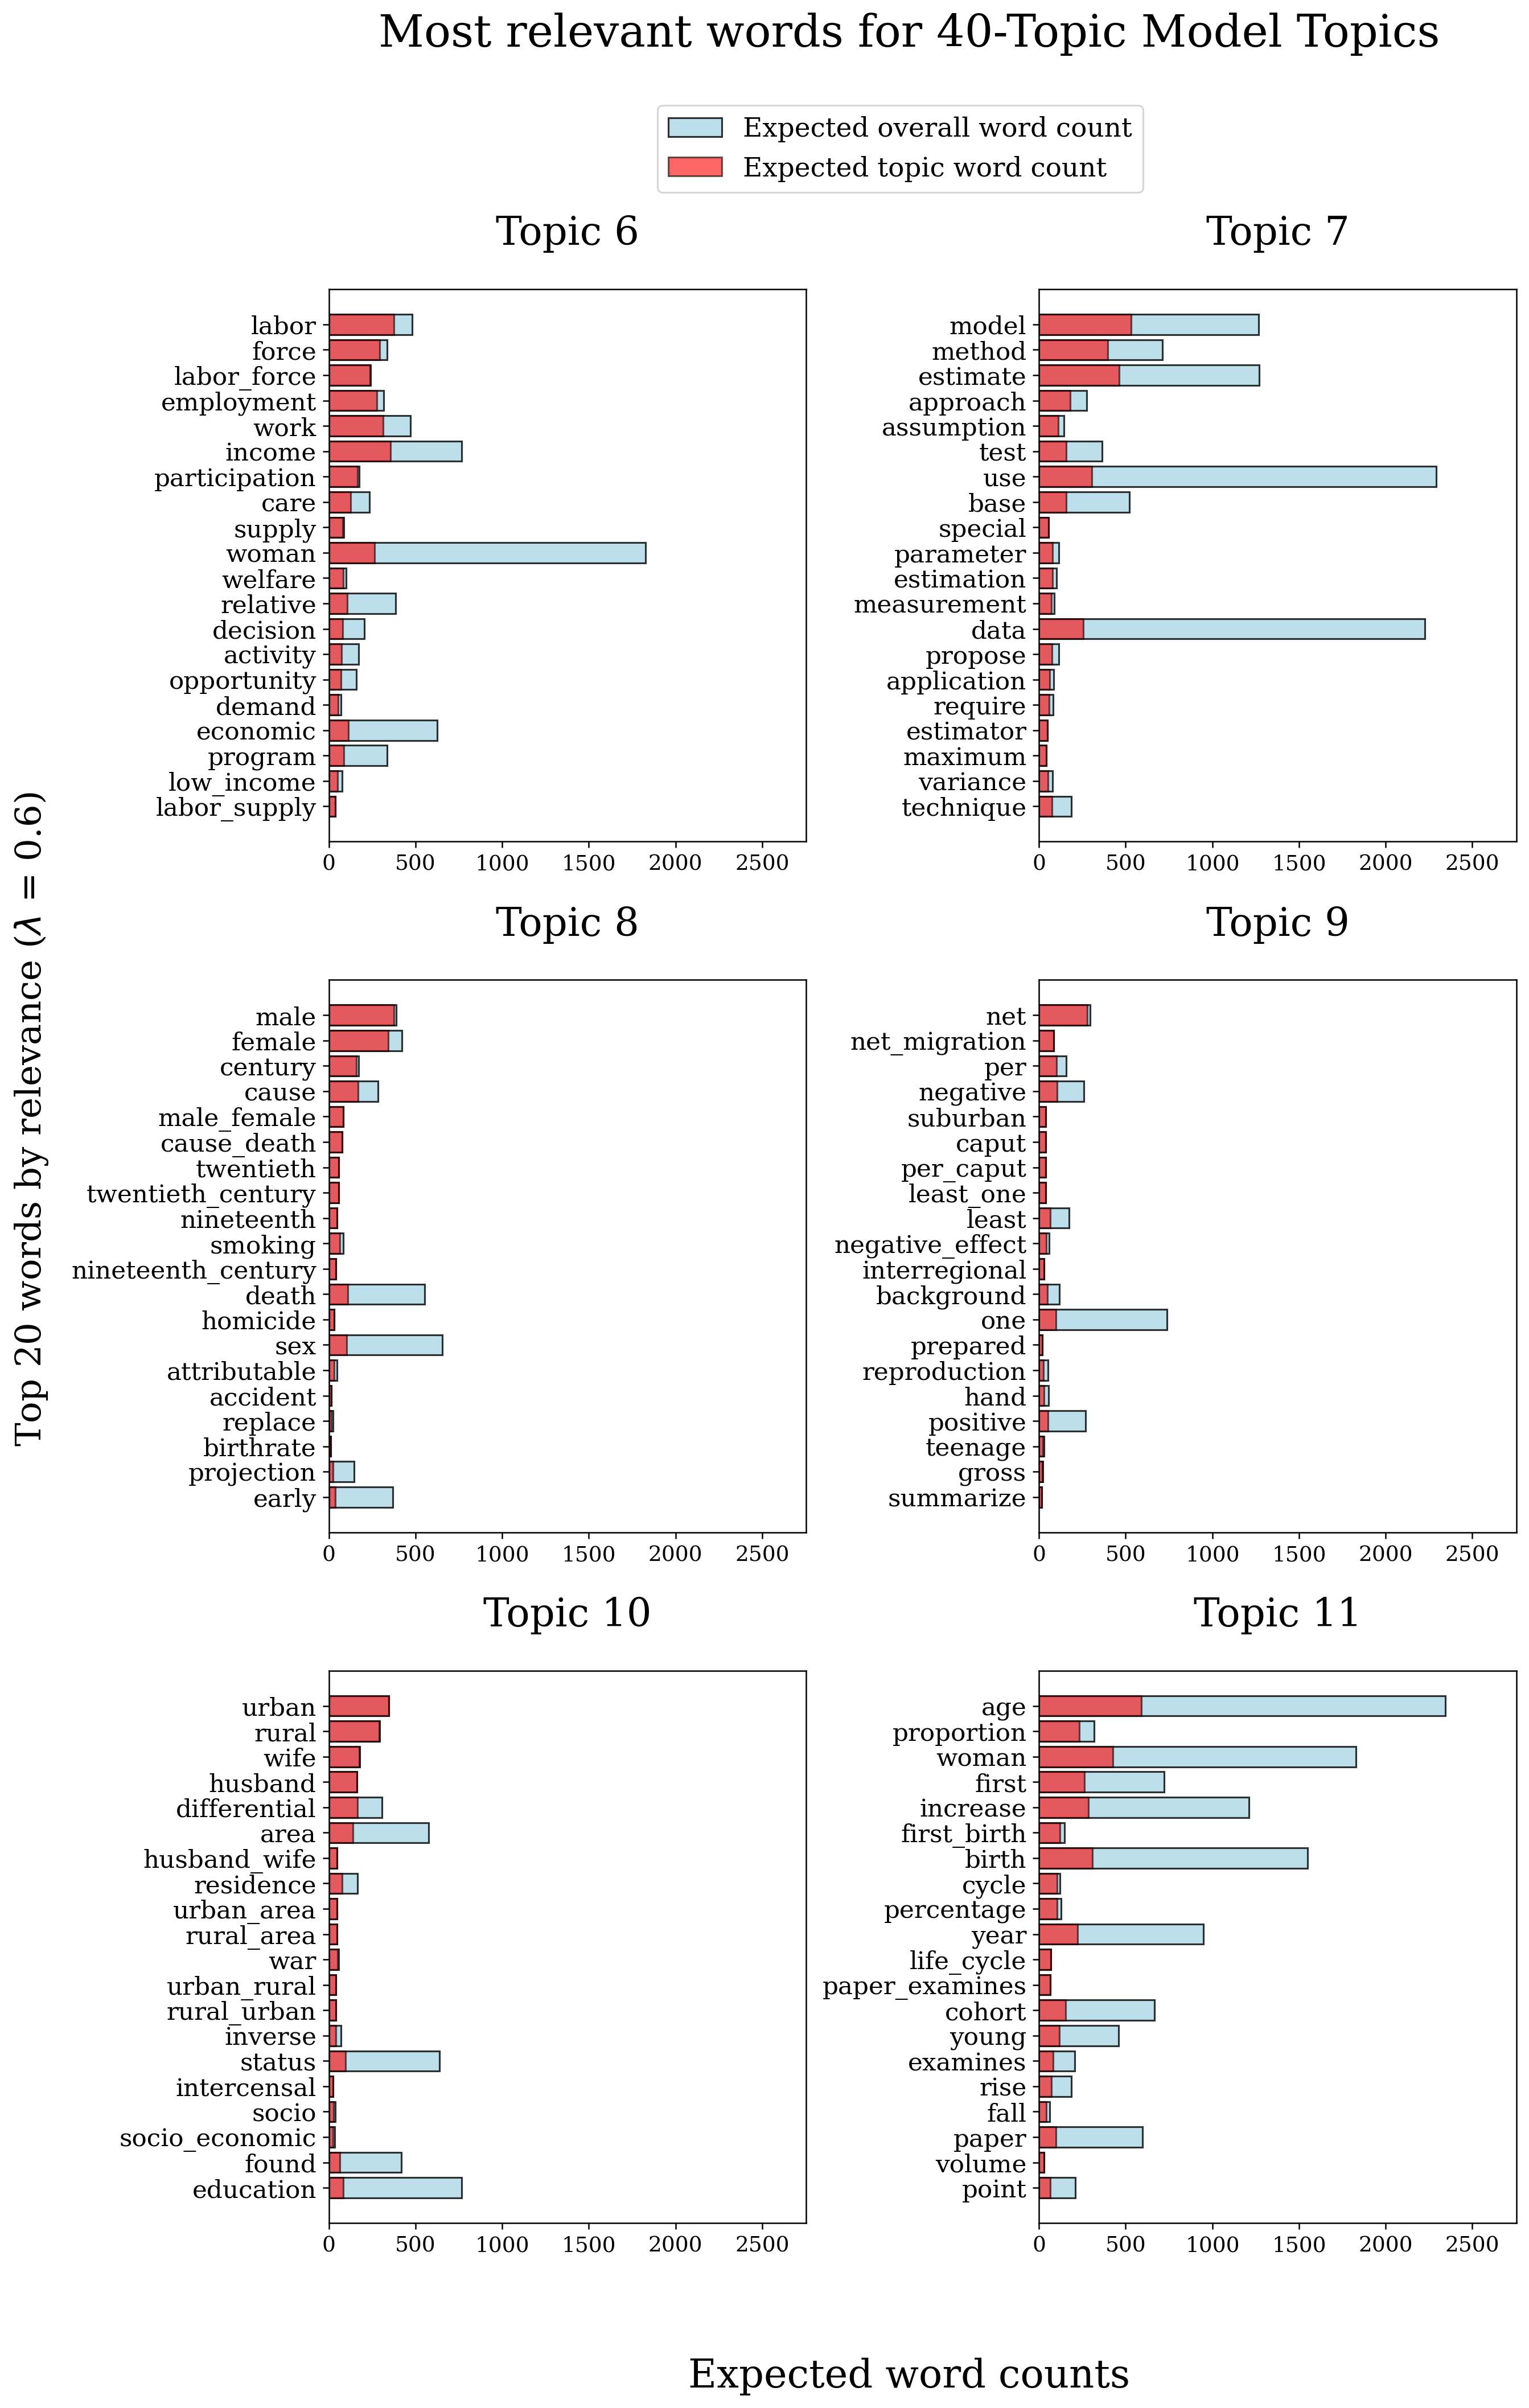 Most relevant words for 40-Topic Model Topics
Expected overall word count
Expected topic word count
Top 20 words by relevance (λ = 0.6)
Topic 6
labor
force
labor_force
employment
work
income
participation
care
supply
woman
welfare
relative
decision
activity
opportunity
demand
economic
program
low_income
labor_supply
0 500 1000 1500 2000 2500
Topic 7
model
method
estimate
approach
assumption
test
use
base
special
parameter
estimation
measurement
data
propose
application
require
estimator
maximum
variance
technique
0 500 1000 1500 2000 2500
Topic 8
male
female
century
cause
male_female
cause_death
twentieth
twentieth_century
nineteenth
smoking
nineteenth_century
death
homicide
sex
attributable
accident
replace
birthrate
projection
early
0 500 1000 1500 2000 2500
Topic 9
net
net_migration
per
negative
suburban
caput
per_caput
least_one
least
negative_effect
interregional
background
one
prepared
reproduction
hand
positive
teenage
gross
summarize
0 500 1000 1500 2000 2500
Topic 10
urban
rural
wife
husband
differential
area
husband_wife
residence
urban_area
rural_area
war
urban_rural
rural_urban
inverse
status
intercensal
socio
socio_economic
found
education
0 500 1000 1500 2000 2500
Topic 11
age
proportion
woman
first
increase
first_birth
birth
cycle
percentage
year
life_cycle
paper_examines
cohort
young
examines
rise
fall
paper
volume
point
0 500 1000 1500 2000 2500
Expected word counts